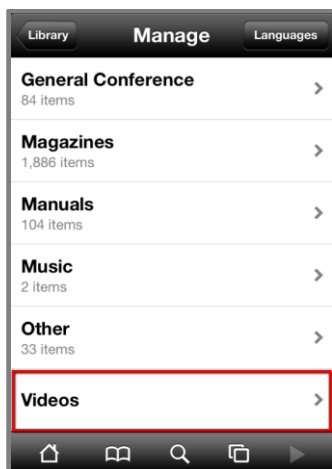 Library Manage Languages
General Conference
84 items
Magazines
1,886 items
Manuals
104 items
Music
2 items
Other
33 items
Videos